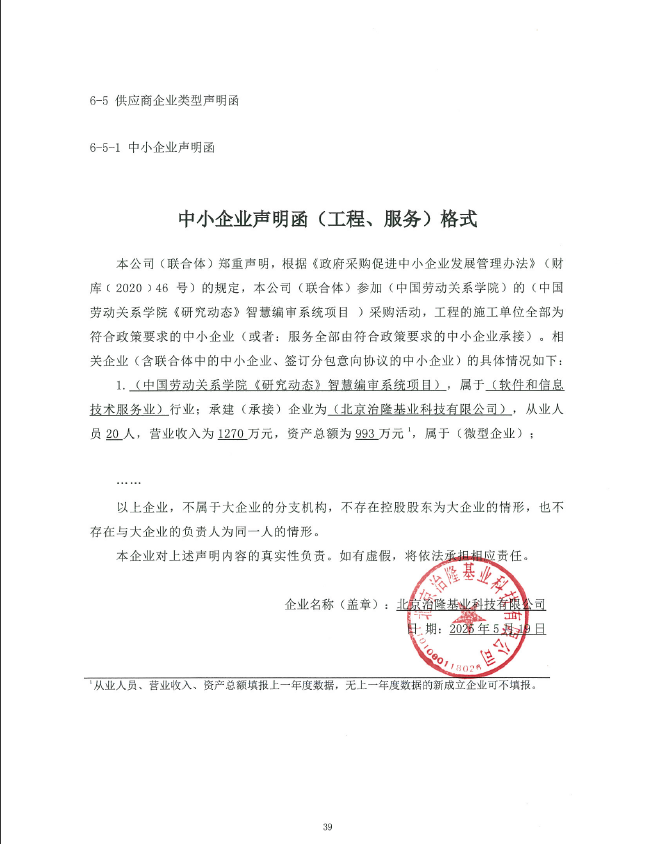 6-5 供应商企业类型声明函
6-5-1 中小企业声明函
中小企业声明函（工程、服务）格式
本公司（联合体）郑重声明，根据《政府采购促进中小企业发展管理办法》（财
库﹝2020﹞46 号）的规定，本公司（联合体）参加（中国劳动关系学院）的（中国
劳动关系学院《研究动态》智慧编审系统项目 ）采购活动，工程的施工单位全部为
符合政策要求的中小企业（或者：服务全部由符合政策要求的中小企业承接）。相
关企业（含联合体中的中小企业、签订分包意向协议的中小企业）的具体情况如下：
1.（中国劳动关系学院《研究动态》智慧编审系统项目），属于（软件和信息
技术服务业）行业；承建（承接）企业为（北京治隆基业科技有限公司），从业人
员 20 人，营业收入为 1270 万元，资产总额为 993 万元¹，属于（微型企业）；
……
以上企业，不属于大企业的分支机构，不存在控股股东为大企业的情形，也不
存在与大企业的负责人为同一人的情形。
本企业对上述声明内容的真实性负责。如有虚假，将依法承担相应责任。
企业名称（盖章）：北京治隆基业科技有限公司
日 期：2025 年 5 月 19 日
北京治隆基业科技有限公司
¹从业人员、营业收入、资产总额填报上一年度数据，无上一年度数据的新成立企业可不填报。
39